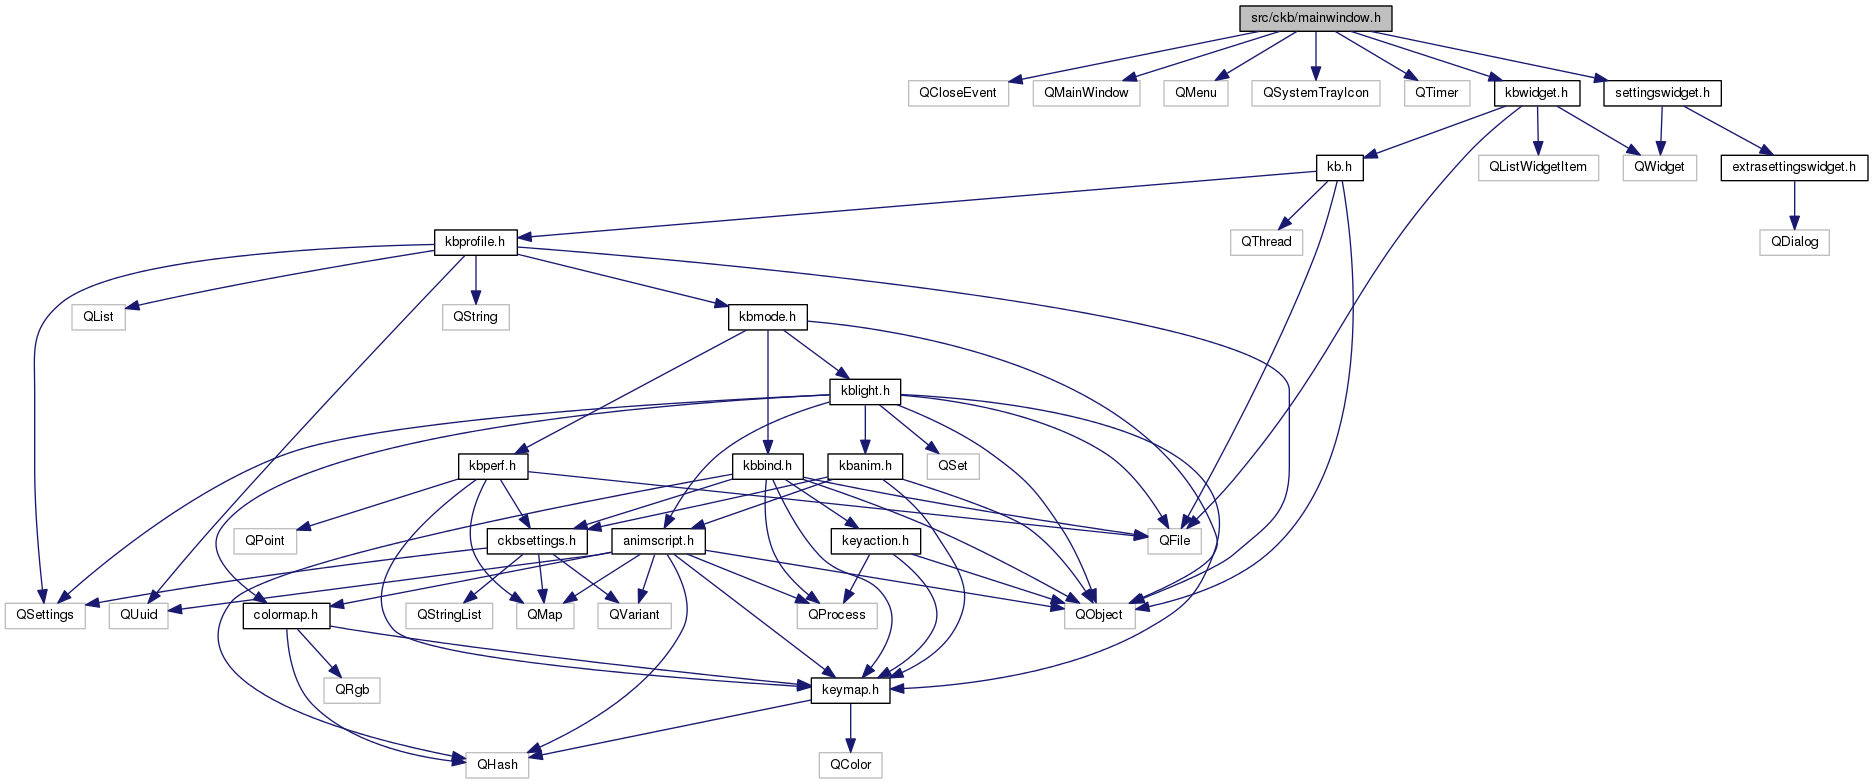 src/ckb/mainwindow.h
QCloseEvent
QMainWindow
QMenu
QSystemTrayIcon
QTimer
kbwidget.h
settingswidget.h
kb.h
QListWidgetItem
QWidget
extrasettingswidget.h
kbprofile.h
QThread
QDialog
QList
QString
kbmode.h
kblight.h
kbperf.h
kbbind.h
kbanim.h
QSet
QPoint
ckbsettings.h
animscript.h
keyaction.h
QFile
QSettings
QUuid
colormap.h
QStringList
QMap
QVariant
QProcess
QObject
QRgb
keymap.h
QHash
QColor